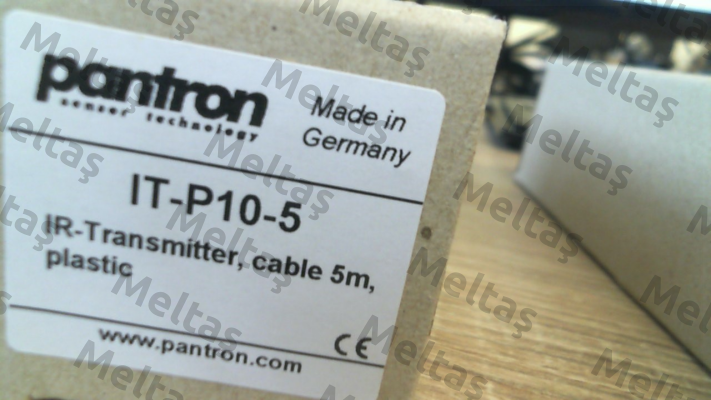 pantron
sensor technology
Made in
Germany
IT-P10-5
IR-Transmitter, cable 5m,
plastic
www.pantron.com
CE
Meltaş